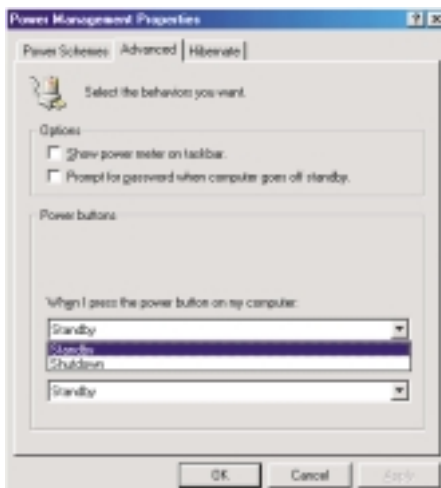 Power Management Properties
Power Schemes Advanced Hibernate
Select the behaviors you want.
Options
Show power meter on taskbar.
Prompt for password when computer goes off standby.
Power buttons
When I press the power button on my computer:
Standby
Standby
Shutdown
Standby
OK Cancel Apply